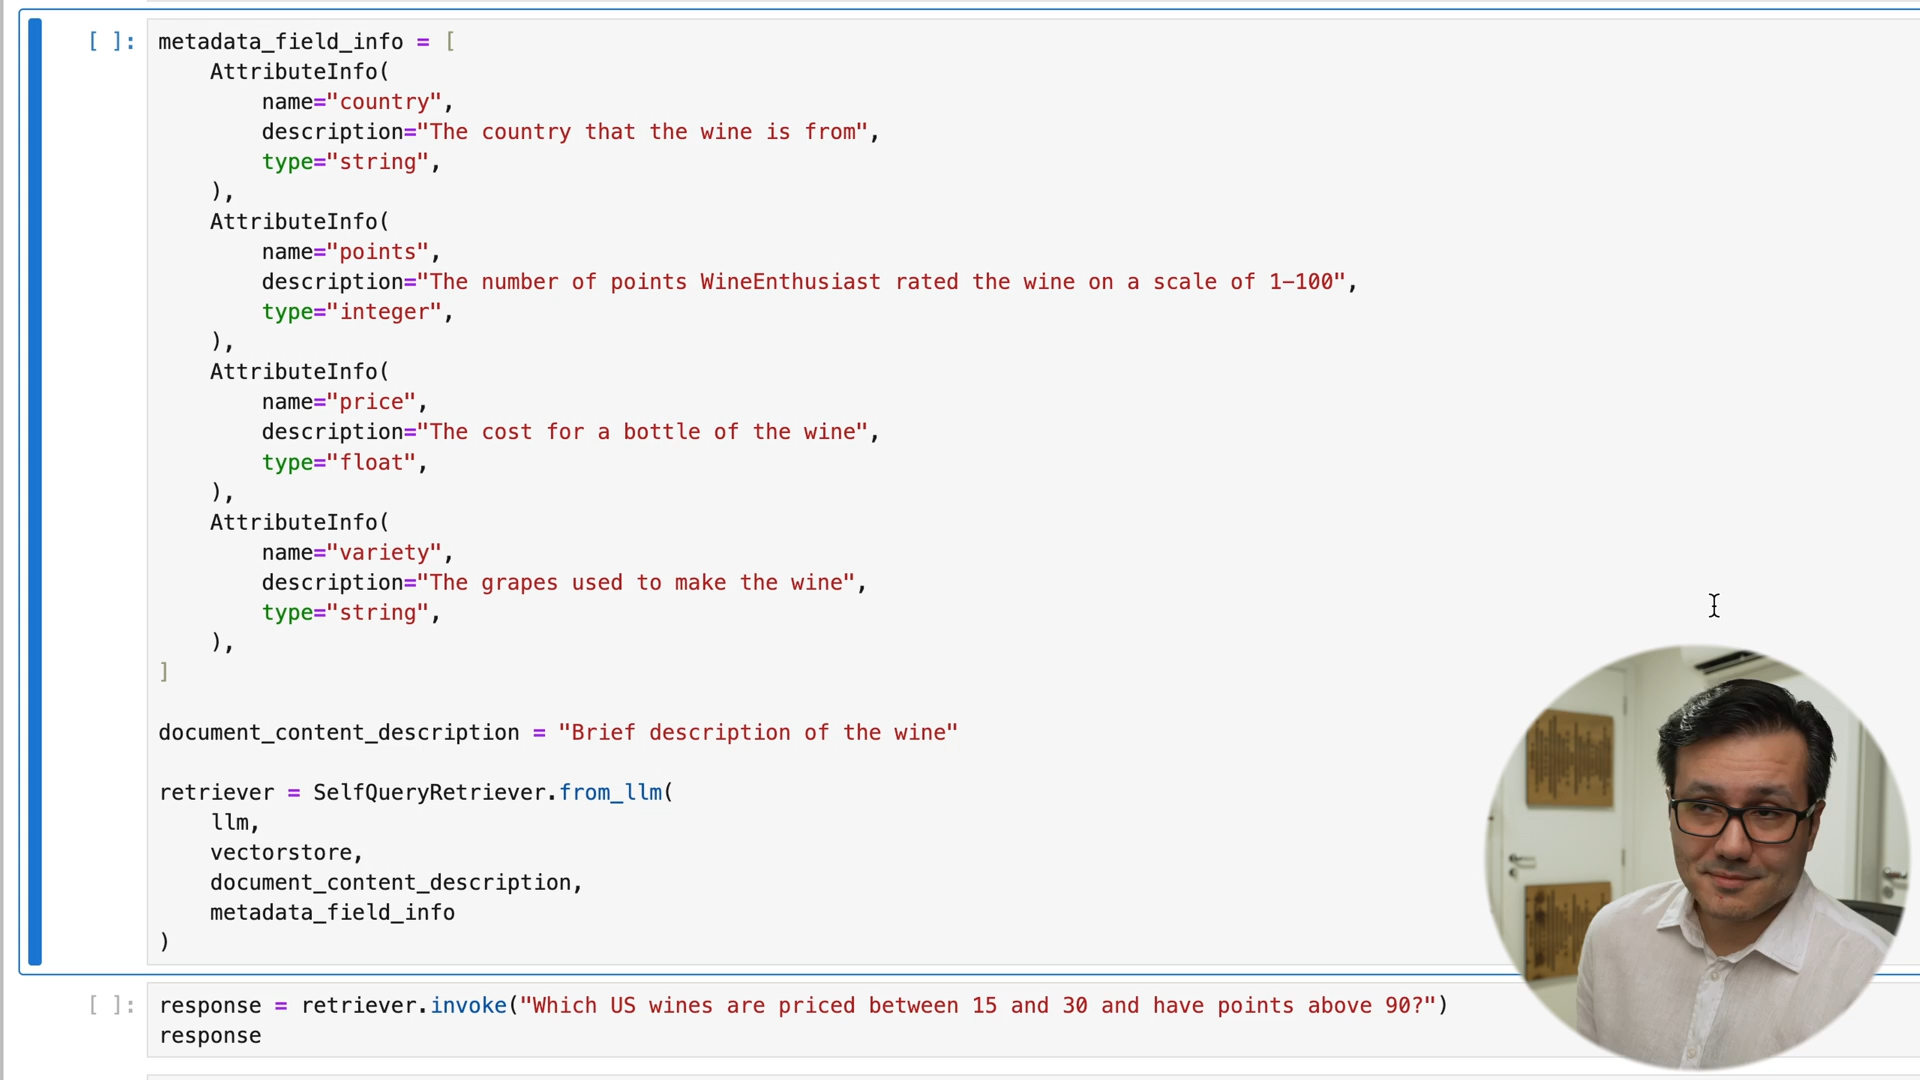 [ ]: metadata_field_info = [
    AttributeInfo(
        name="country",
        description="The country that the wine is from",
        type="string",
    ),
    AttributeInfo(
        name="points",
        description="The number of points WineEnthusiast rated the wine on a scale of 1–100",
        type="integer",
    ),
    AttributeInfo(
        name="price",
        description="The cost for a bottle of the wine",
        type="float",
    ),
    AttributeInfo(
        name="variety",
        description="The grapes used to make the wine",
        type="string",
    ),
]
document_content_description = "Brief description of the wine"
retriever = SelfQueryRetriever.from_llm(
    llm,
    vectorstore,
    document_content_description,
    metadata_field_info
)
[ ]: response = retriever.invoke("Which US wines are priced between 15 and 30 and have points above 90?")
response